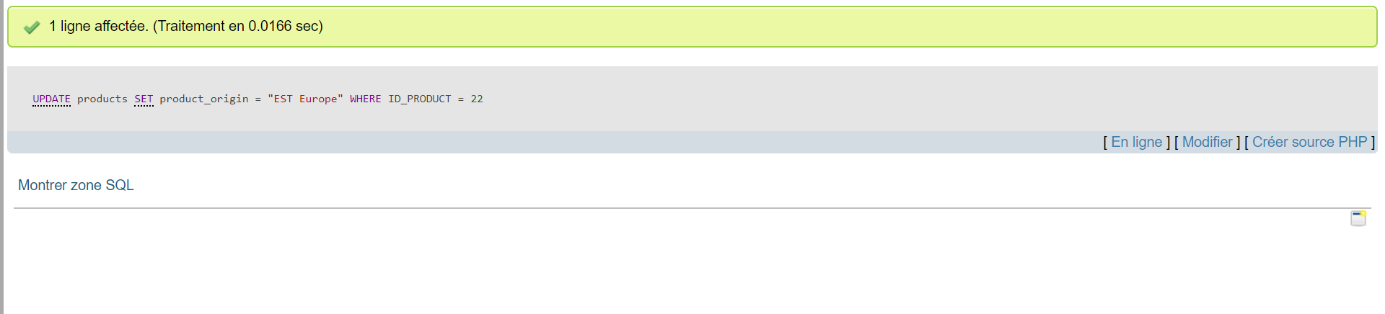 1 ligne affectée. (Traitement en 0.0166 sec)
UPDATE products SET product_origin = "EST Europe" WHERE ID_PRODUCT = 22
[ En ligne ] [ Modifier ] [ Créer source PHP ]
Montrer zone SQL